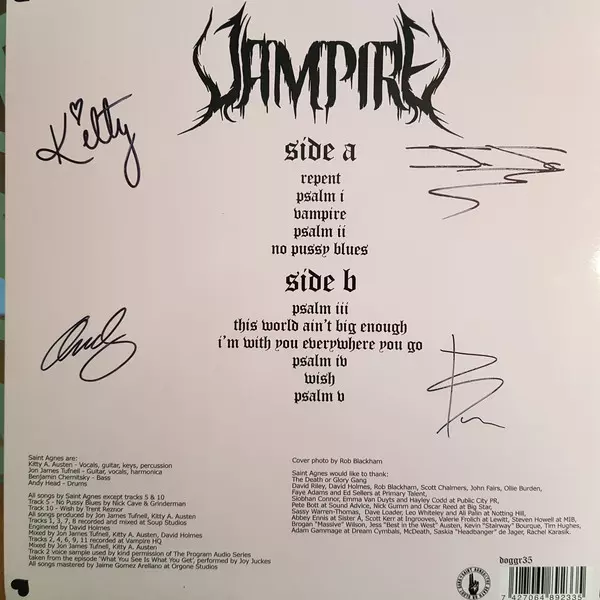 VAMPIRE
Kitty
side a
repent
psalm i
vampire
psalm ii
no pussy blues
side b
psalm iii
this world ain't big enough
i'm with you everywhere you go
psalm iv
wish
psalm v
Andy
Ben
Saint Agnes are:
Kitty A. Austen - Vocals, guitar, keys, percussion
Jon James Tufnell - Guitar, vocals, harmonica
Benjamin Chernitsky - Bass
Andy Head - Drums
All songs by Saint Agnes except tracks 5 & 10
Track 5 - No Pussy Blues by Nick Cave & Grinderman
Track 10 - Wish by Trent Reznor
All songs produced by Jon James Tufnell, Kitty A. Austen
Tracks 1, 3, 7, 8 recorded and mixed at Soup Studios
Enginered by David Holmes
Mixed by Jon James Tufnell, Kitty Austen, David Holmes
Tracks 2, 4, 6, 9, 11 recorded at Vampire HQ
Mixed by Jon James Tufnell, Kitty Austen
Track 2 voice sample used by kind permission of The Program Audio Series
taken from the episode 'What You See Is What You Get', performed by Joy Juckes
All songs mastered by Jaime Gomez Arellano at Orgone Studios
Cover photo by Rob Blackham
Saint Agnes would like to thank:
The Death or Glory Gang
David Riley, David Holmes, Rob Blackham, Scott Chalmers, John Fairs, Ollie Burden,
Faye Adams and Ed Sellers at Primary Talent,
Siobhan Connor, Emma Van Duyts and Hayley Codd at Public City PR,
Pete Bott at Sound Advice, Nick Gumm and Oscar Reed at Big Star,
Sassy Warren-Thomas, Dave Loader, Leo Whiteley and Ali Palin at Notting Hill,
Abbey Ennis at Sister A, Scott Kerr at Ingrooves, Valerie Frolich at Lewitt, Steven Howell at MIB,
Brogan "Massive" Wilson, Jess "Best in the West" Austen, Kevin "Stairway" Bourque, Tim Hughes,
Adam Gammage at Dream Cymbals, McDeath, Saskia "Headbanger" de Jager, Rachel Karasik.
doggr35
7 427064 892335